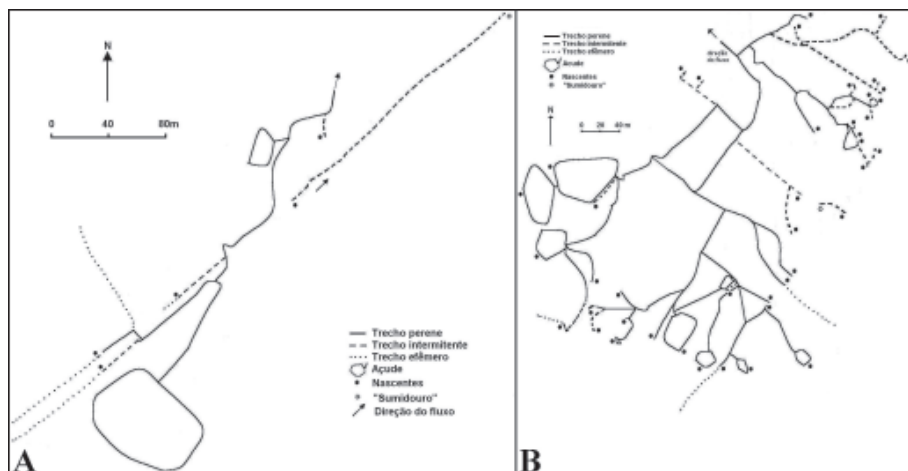 N
0 40 80m
Trecho perene
Trecho intermitente
Trecho efêmero
Açude
Nascentes
"Sumidouro"
Direção do fluxo
A
Trecho perene
Trecho intermitente
Trecho efêmero
Açude
Nascentes
"Sumidouro"
N
0 20 40 m
direção
do fluxo
B